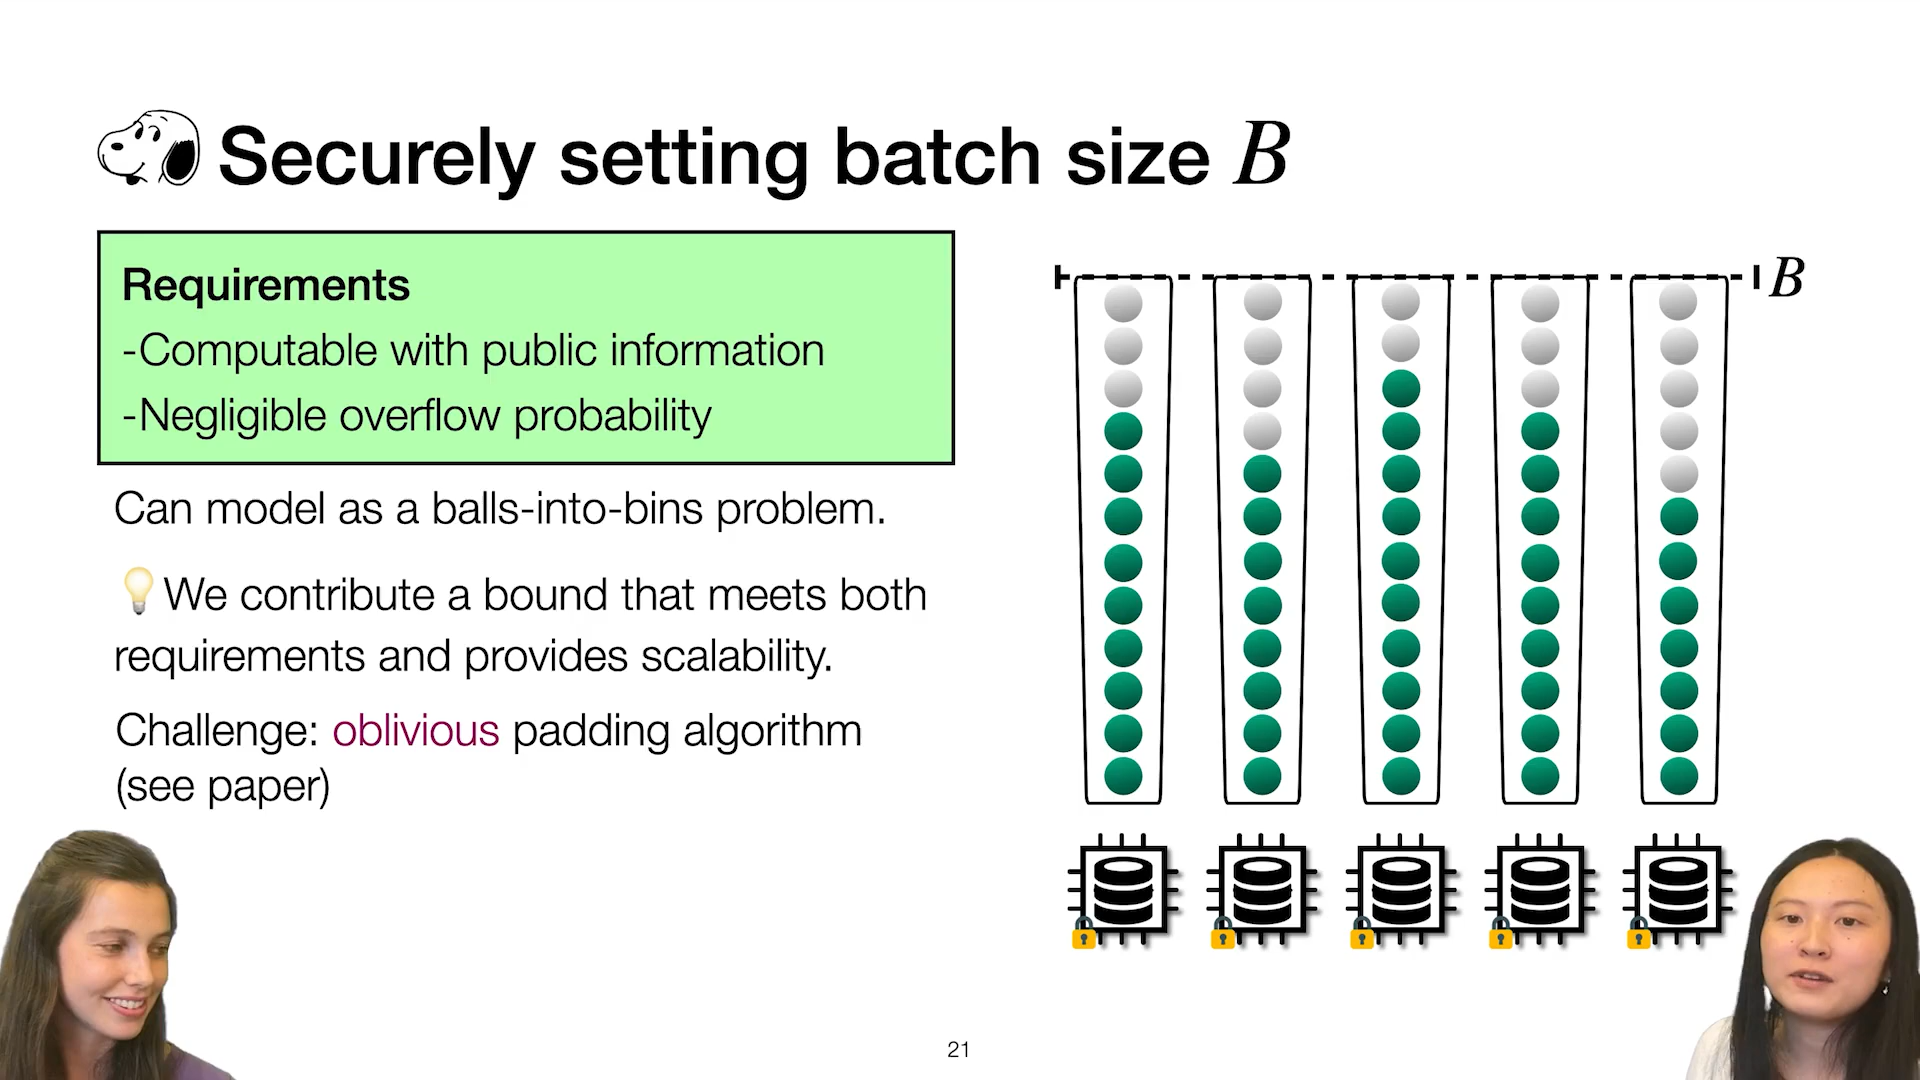 Securely setting batch size B
Requirements
-Computable with public information
-Negligible overflow probability
Can model as a balls-into-bins problem.
We contribute a bound that meets both
requirements and provides scalability.
Challenge: oblivious padding algorithm
(see paper)
B
21